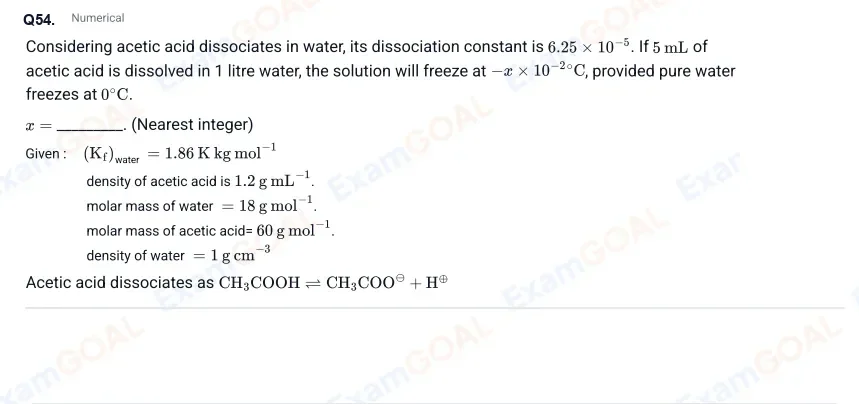 Q54. Numerical
Considering acetic acid dissociates in water, its dissociation constant is 6.25 × 10⁻⁵. If 5 mL of
acetic acid is dissolved in 1 litre water, the solution will freeze at −x × 10⁻²°C, provided pure water
freezes at 0°C.
x = ________. (Nearest integer)
Given : (K_f)_water = 1.86 K kg mol⁻¹
density of acetic acid is 1.2 g mL⁻¹.
molar mass of water = 18 g mol⁻¹.
molar mass of acetic acid= 60 g mol⁻¹.
density of water = 1 g cm⁻³
Acetic acid dissociates as CH₃COOH ⇌ CH₃COO⊖ + H⊕